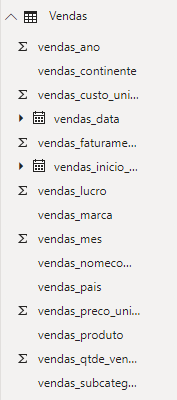 Vendas
vendas_ano
vendas_continente
vendas_custo_uni...
vendas_data
vendas_faturame...
vendas_inicio_...
vendas_lucro
vendas_marca
vendas_mes
vendas_nomeco...
vendas_pais
vendas_preco_uni...
vendas_produto
vendas_qtde_ven...
vendas_subcateg...